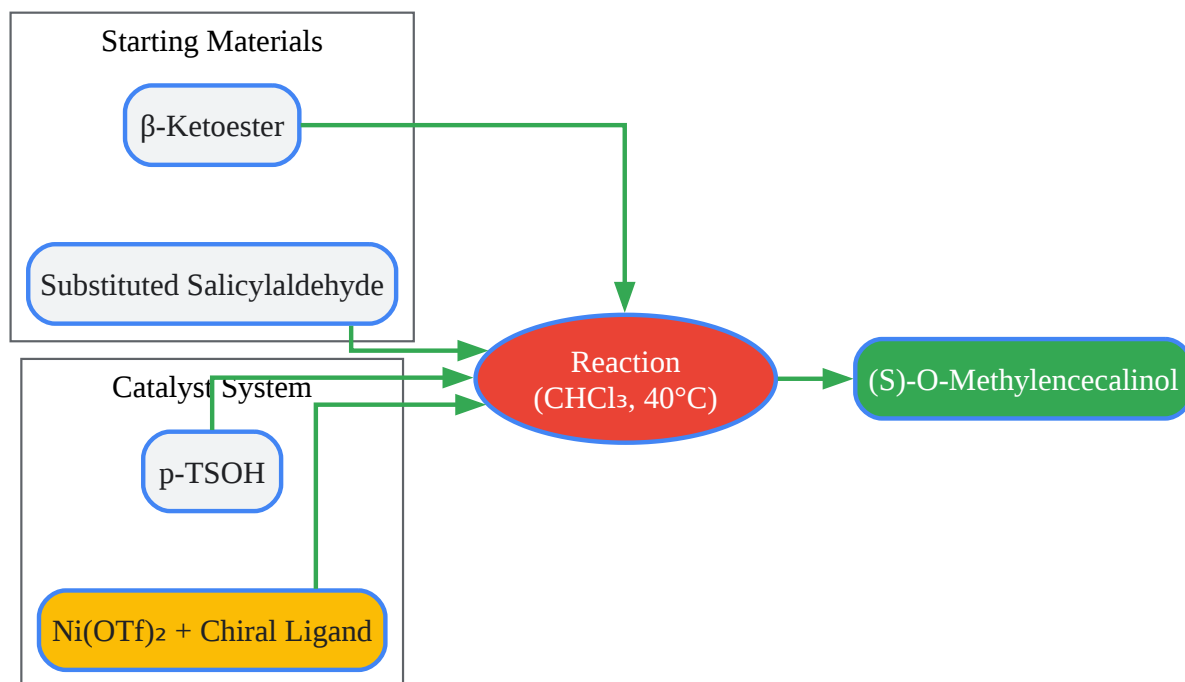 Starting Materials
β-Ketoester
Substituted Salicylaldehyde
Catalyst System
p-TSOH
Ni(OTf)₂ + Chiral Ligand
Reaction
(CHCl₃, 40°C)
(S)-O-Methylencecalinol